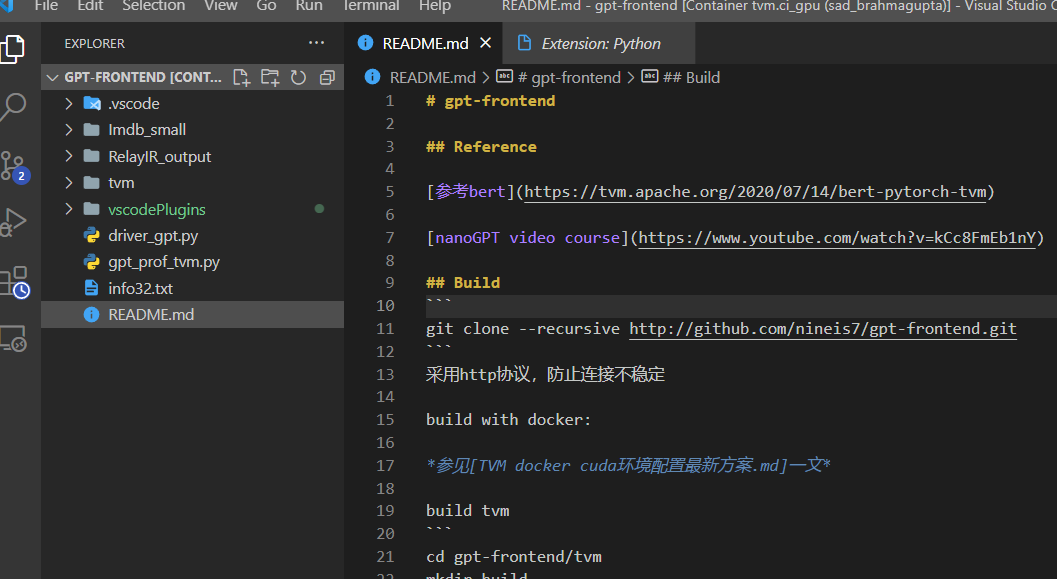 File Edit Selection View Go Run Terminal Help README.md - gpt-frontend [Container tvm.ci_gpu (sad_brahmagupta)] - Visual Studio
EXPLORER ···
README.md × Extension: Python
GPT-FRONTEND [CONT...
README.md > # gpt-frontend > ## Build
.vscode
Imdb_small
RelayIR_output
tvm
vscodePlugins
driver_gpt.py
gpt_prof_tvm.py
info32.txt
README.md
2
1 # gpt-frontend
2
3 ## Reference
4
5 [参考bert](https://tvm.apache.org/2020/07/14/bert-pytorch-tvm)
6
7 [nanoGPT video course](https://www.youtube.com/watch?v=kCc8FmEb1nY)
8
9 ## Build
10 ```
11 git clone --recursive http://github.com/nineis7/gpt-frontend.git
12 ```
13 采用http协议，防止连接不稳定
14
15 build with docker:
16
17 *参见[TVM docker cuda环境配置最新方案.md]一文*
18
19 build tvm
20 ```
21 cd gpt-frontend/tvm
22 mkdir build